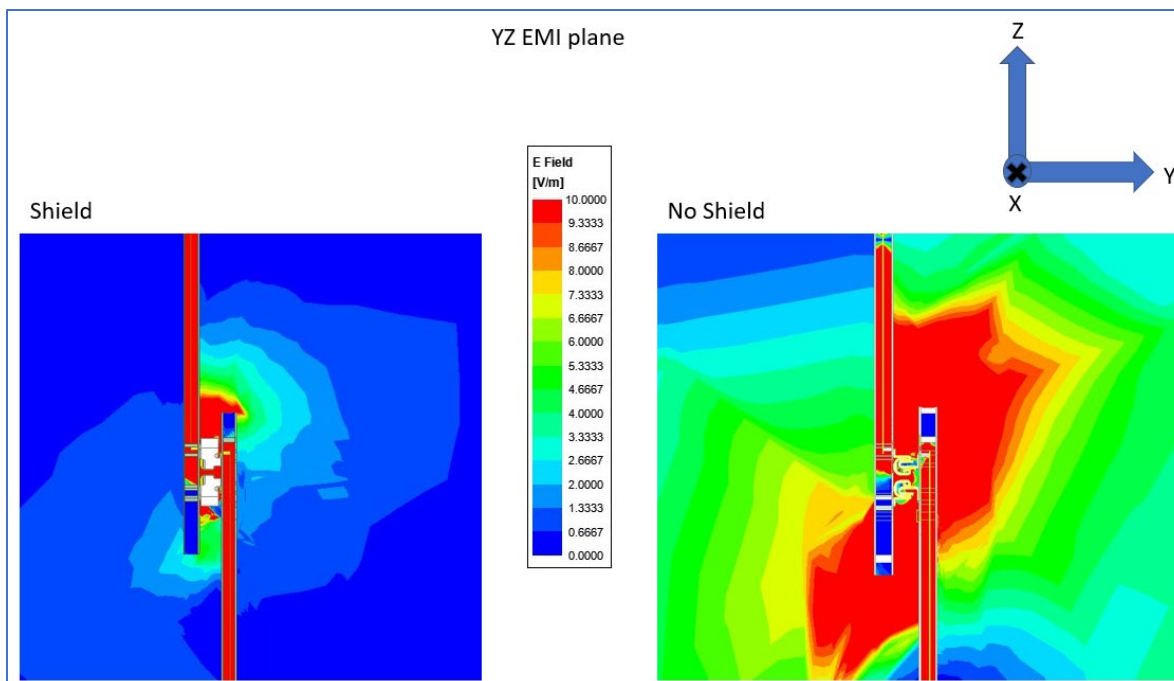 YZ EMI plane
Z
Y
X
Shield
E Field
[V/m]
10.0000
9.3333
8.6667
8.0000
7.3333
6.6667
6.0000
5.3333
4.6667
4.0000
3.3333
2.6667
2.0000
1.3333
0.6667
0.0000
No Shield